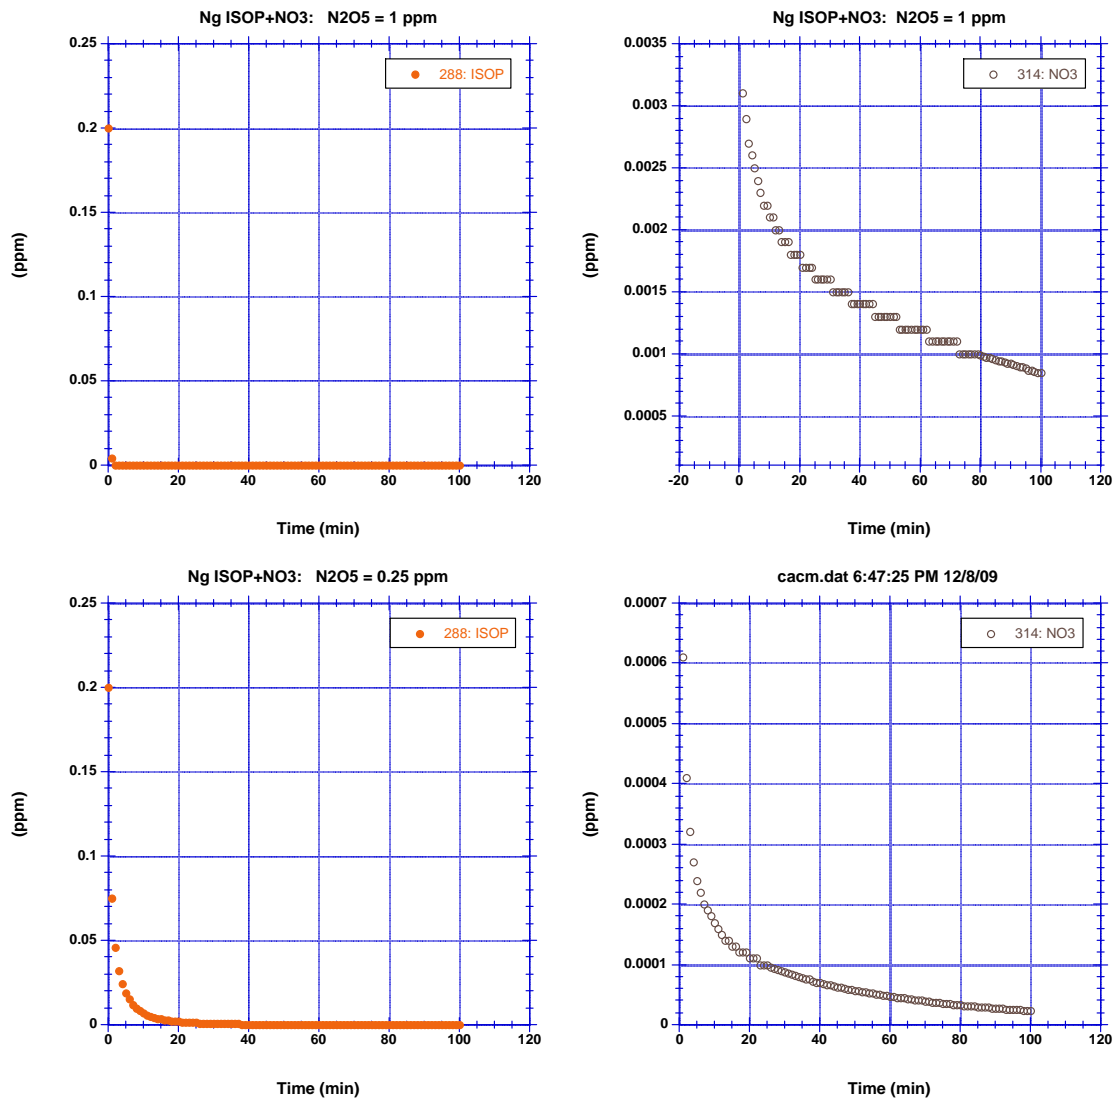 Ng ISOP+NO3:   N2O5 = 1 ppm
0.25
0.2
0.15
0.1
0.05
0
288: ISOP
(ppm)
0 20 40 60 80 100 120
Time (min)
Ng ISOP+NO3:  N2O5 = 1 ppm
0.0035
0.003
0.0025
0.002
0.0015
0.001
0.0005
314: NO3
(ppm)
-20 0 20 40 60 80 100 120
Time (min)
Ng ISOP+NO3:   N2O5 = 0.25 ppm
0.25
0.2
0.15
0.1
0.05
0
288: ISOP
(ppm)
0 20 40 60 80 100 120
Time (min)
cacm.dat 6:47:25 PM 12/8/09
0.0007
0.0006
0.0005
0.0004
0.0003
0.0002
0.0001
0
314: NO3
(ppm)
0 20 40 60 80 100 120
Time (min)